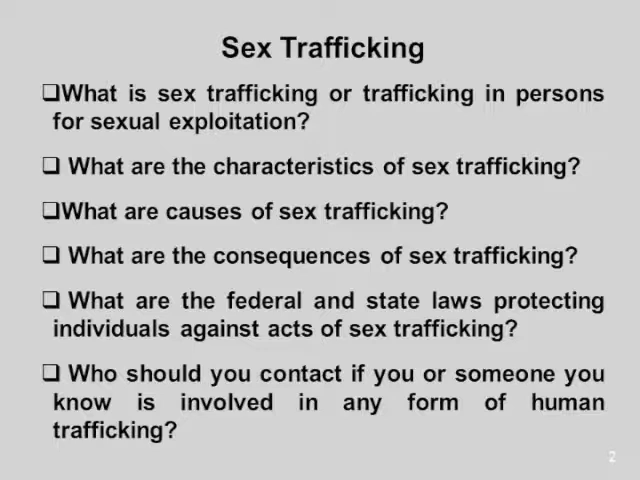 Sex Trafficking
❑What is sex trafficking or trafficking in persons
for sexual exploitation?
❑ What are the characteristics of sex trafficking?
❑What are causes of sex trafficking?
❑ What are the consequences of sex trafficking?
❑ What are the federal and state laws protecting
individuals against acts of sex trafficking?
❑ Who should you contact if you or someone you
know is involved in any form of human
trafficking?
2